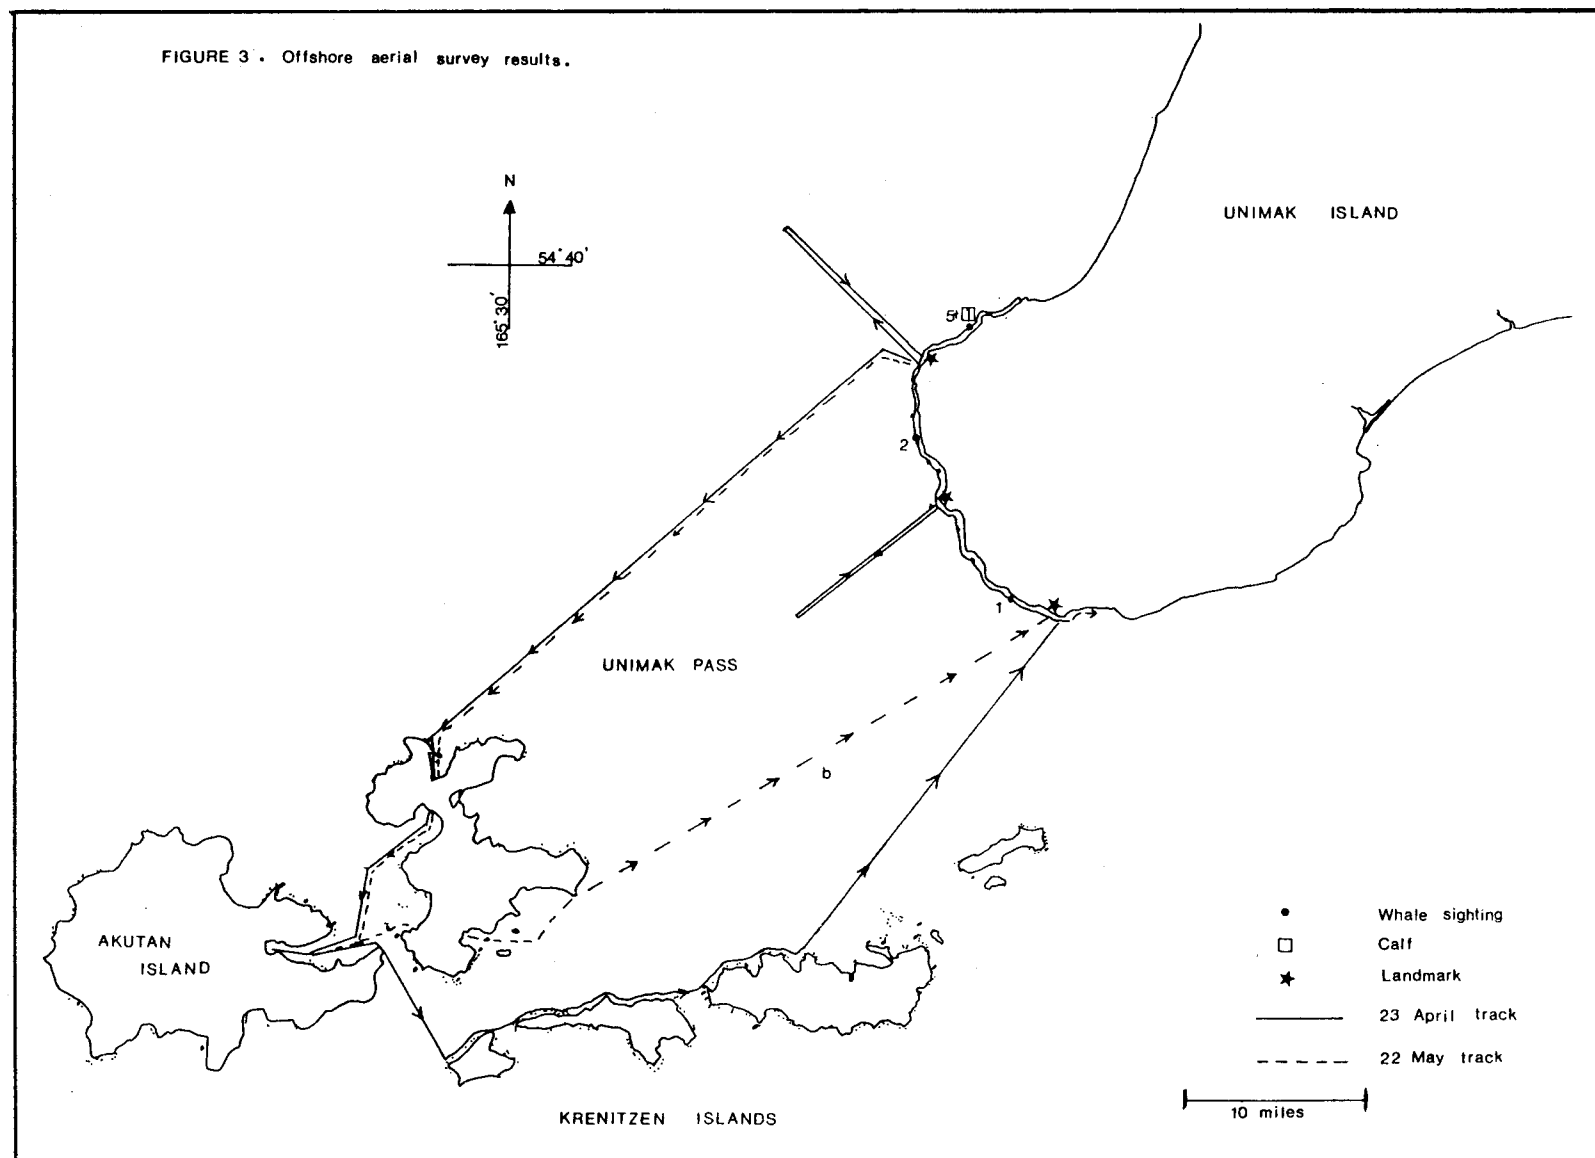 FIGURE 3. Offshore aerial survey results.
N
54° 40'
165° 30'
UNIMAK ISLAND
5+ 1
2
1
UNIMAK PASS
b
AKUTAN
ISLAND
KRENITZEN ISLANDS
Whale sighting
Calf
Landmark
23 April track
22 May track
10 miles